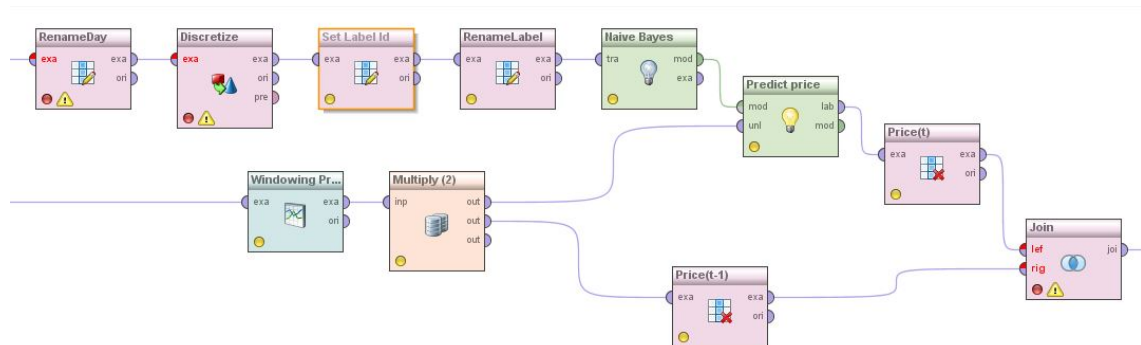 RenameDay
exa exa
ori
Discretize
exa exa
ori
pre
Set Label Id
exa exa
ori
RenameLabel
exa exa
ori
Naive Bayes
tra mod
exa
Predict price
mod lab
unl mod
Price(t)
exa exa
ori
Windowing Pr...
exa exa
ori
Multiply (2)
inp out
out
out
Join
lef joi
rig
Price(t-1)
exa exa
ori